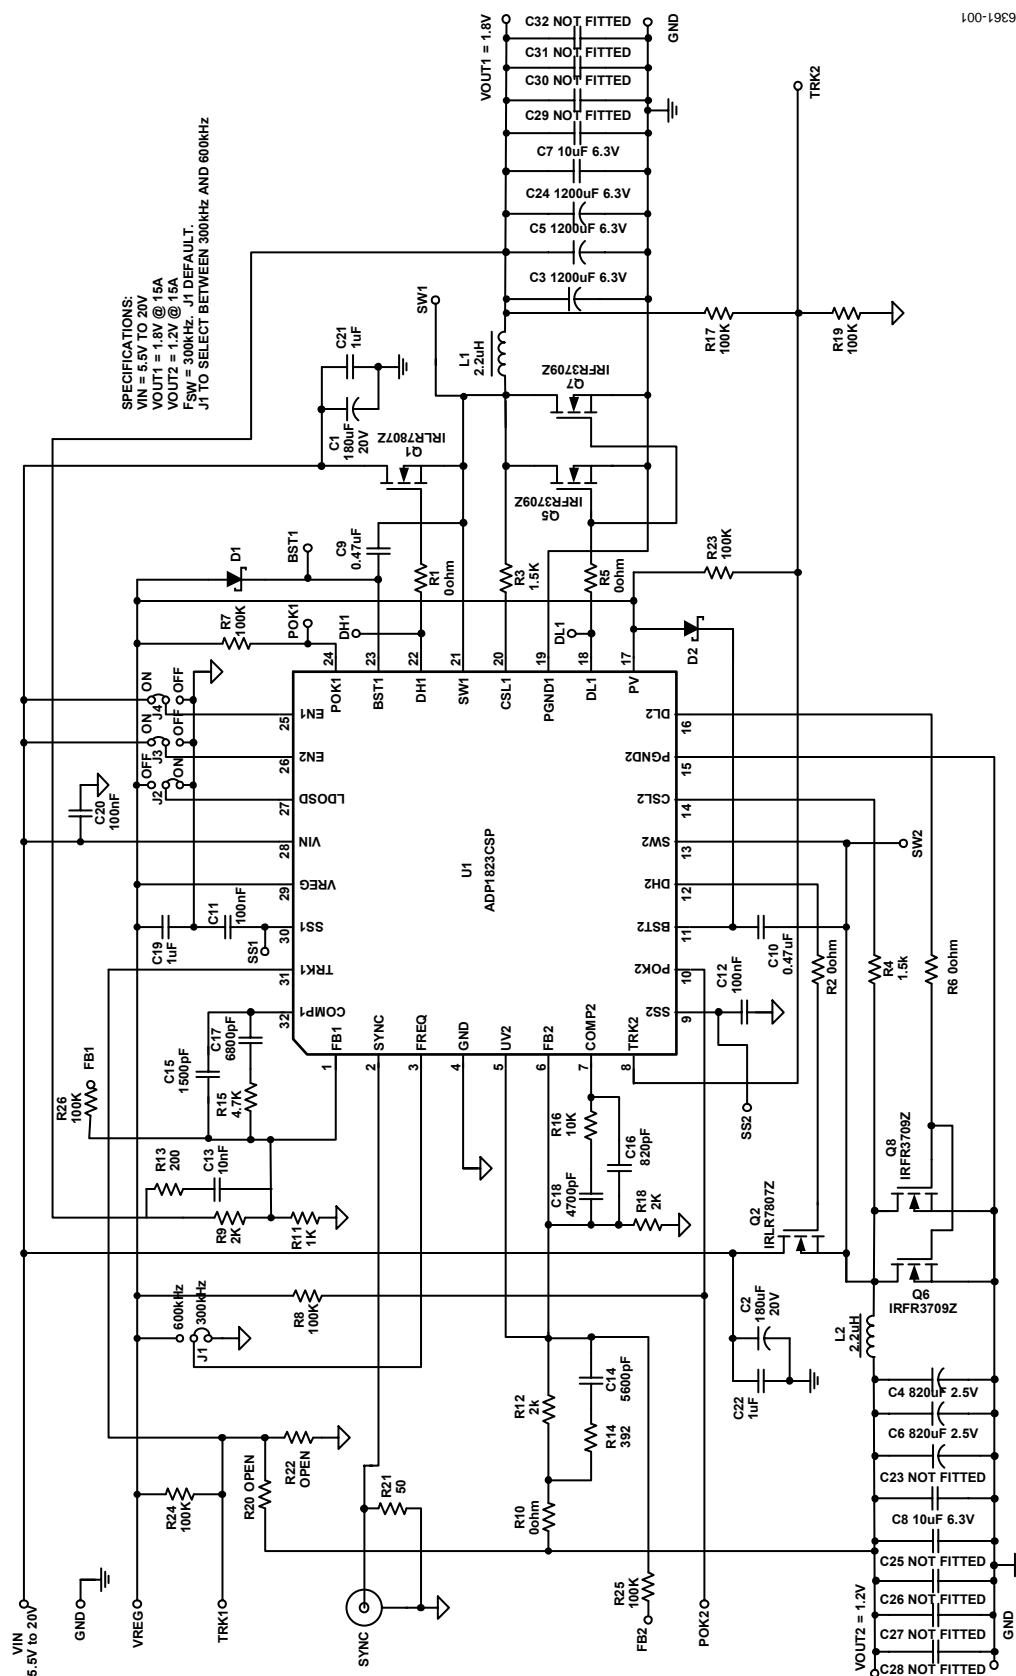 6361-001
SPECIFICATIONS:
VIN = 5.5V TO 20V
VOUT1 = 1.8V @ 15A
VOUT2 = 1.2V @ 15A
FSW = 300kHz. J1 DEFAULT.
J1 TO SELECT BETWEEN 300kHz AND 600kHz
VOUT1 = 1.8V
GND
C32 NOT FITTED
C31 NOT FITTED
C30 NOT FITTED
C29 NOT FITTED
C7 10uF 6.3V
C24 1200uF 6.3V
C5 1200uF 6.3V
C3 1200uF 6.3V
TRK2
R17
100K
R19
100K
SW1
L1
2.2uH
C21
1uF
C1
180uF
20V
IRLR7807Z
Q1
IRFR3709Z
Q7
IRFR3709Z
Q5
D1
BST1
C9
0.47uF
R1
0ohm
R3
1.5K
R5
0ohm
R23
100K
R7
100K
POK1
DH1
DL1
D2
24
23
22
21
20
19
18
17
POK1
BST1
DH1
SW1
CSL1
PGND1
DL1
PV
ON
OFF
J4
ON
OFF
J3
OFF
ON
J2
C20
100nF
C19
1uF
C11
100nF
SS1
25
26
27
28
29
30
31
32
EN1
EN2
LDOSD
VIN
VREG
SS1
TRK1
COMP1
U1
ADP1823CSP
DL2
PGND2
CSL2
SW2
DH2
BST2
POK2
SS2
16
15
14
13
12
11
10
9
FB1
SYNC
FREQ
GND
UV2
FB2
COMP2
TRK2
1
2
3
4
5
6
7
8
SW2
C10
0.47uF
C12
100nF
R2 0ohm
R4
1.5k
R6 0ohm
SS2
FB1
R26
100K
C15
1500pF
C17
6800pF
R15
4.7K
R13
200
C13
10nF
R9
2K
R11
1K
R16
10K
C16
820pF
C18
4700pF
R18
2K
Q2
IRLR7807Z
Q8
IRFR3709Z
Q6
IRFR3709Z
L2
2.2uH
600kHz
300kHz
J1
R8
100K
C2
180uF
20V
C22
1uF
R12
2k
C14
5600pF
R14
392
R10
0ohm
R20 OPEN
R22
OPEN
R24
100K
R21
50
R25
100K
C4 820uF 2.5V
C6 820uF 2.5V
C23 NOT FITTED
C8 10uF 6.3V
C25 NOT FITTED
C26 NOT FITTED
C27 NOT FITTED
C28 NOT FITTED
VIN
5.5V to 20V
GND
VREG
TRK1
SYNC
FB2
POK2
VOUT2 = 1.2V
GND